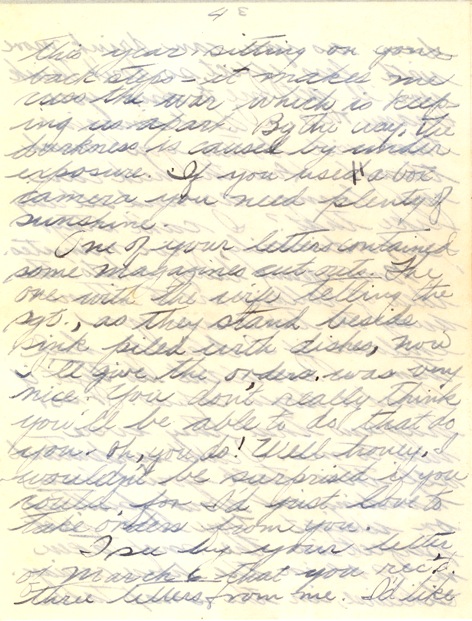 4 3
this year sitting on your
back steps - it makes me
cuss the war which is keep-
ing us apart. By the way, the
darkness is caused by under
exposure. If you used a box
camera you need plenty of
sunshine.
One of your letters contained
some magazines cut outs. The
one with the wife telling the
sgt., as they stand beside
sink piled with dishes, now
I'll give the orders, was very
nice. You don't really think
you'll be able to do that do
you. Oh, you do! Well honey, I
wouldn't be surprised if you
could, for I'd just love to
take orders from you.
I see by your letter
of March 6 that you rec'd.
three letters from me. I'd like